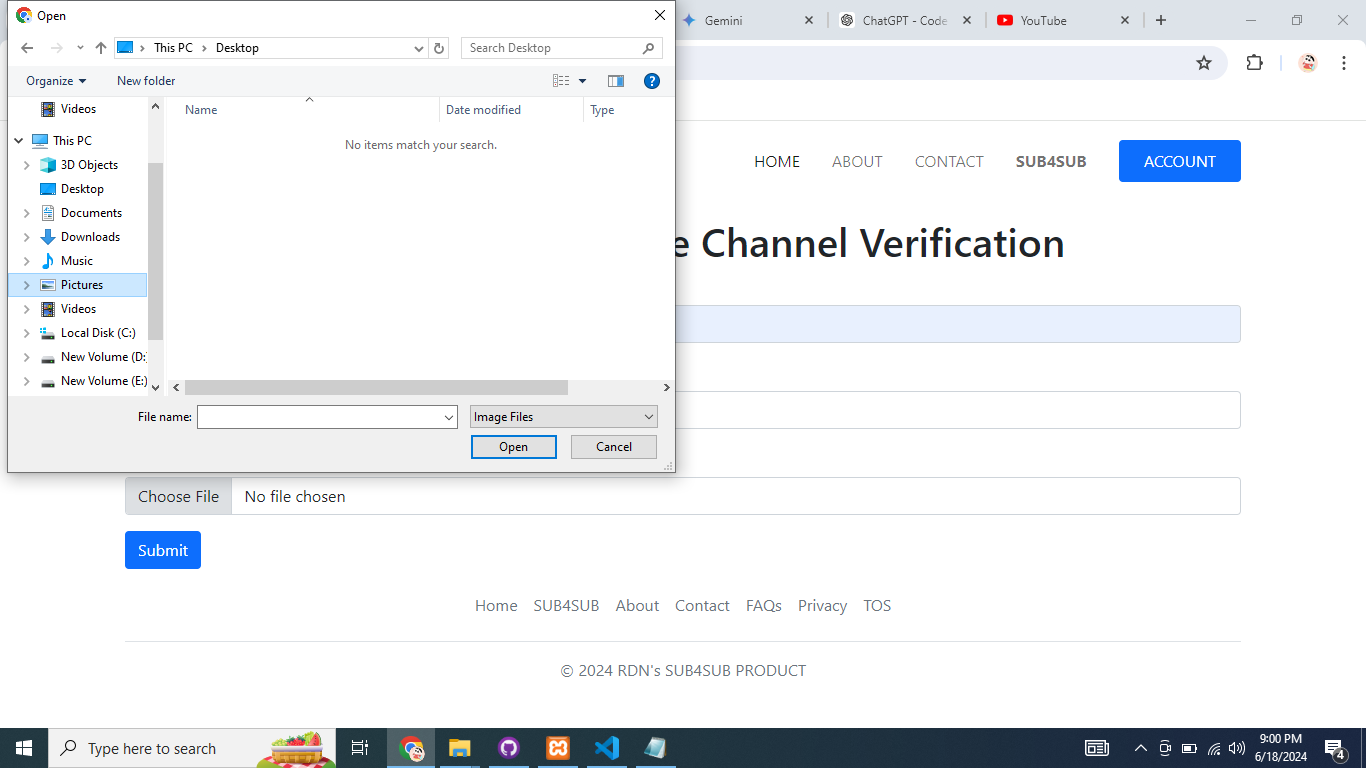 Open
Gemini
ChatGPT - Code
YouTube
This PC
Desktop
Search Desktop
Organize
New folder
Name
Date modified
Type
No items match your search.
Videos
This PC
3D Objects
Desktop
Documents
Downloads
Music
Pictures
Videos
Local Disk (C:)
New Volume (D:
New Volume (E:)
File name:
Image Files
Open
Cancel
HOME
ABOUT
CONTACT
SUB4SUB
ACCOUNT
e Channel Verification
Choose File
No file chosen
Submit
Home
SUB4SUB
About
Contact
FAQs
Privacy
TOS
© 2024 RDN's SUB4SUB PRODUCT
Type here to search
9:00 PM
6/18/2024
4